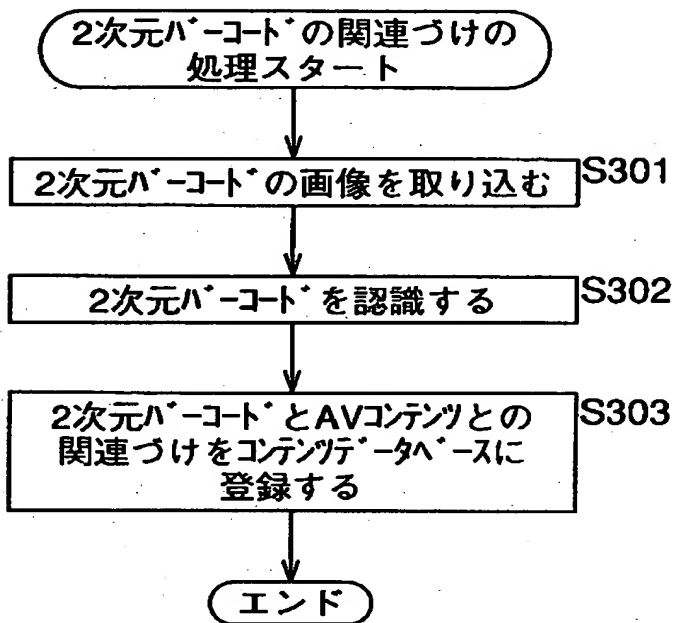 2次元ﾊﾞｰｺｰﾄﾞの関連づけの
処理スタート
2次元ﾊﾞｰｺｰﾄﾞの画像を取り込む
S301
2次元ﾊﾞｰｺｰﾄﾞを認識する
S302
2次元ﾊﾞｰｺｰﾄﾞとAVｺﾝﾃﾝﾂとの
関連づけをｺﾝﾃﾝﾂﾃﾞｰﾀﾍﾞｰｽに
登録する
S303
エンド